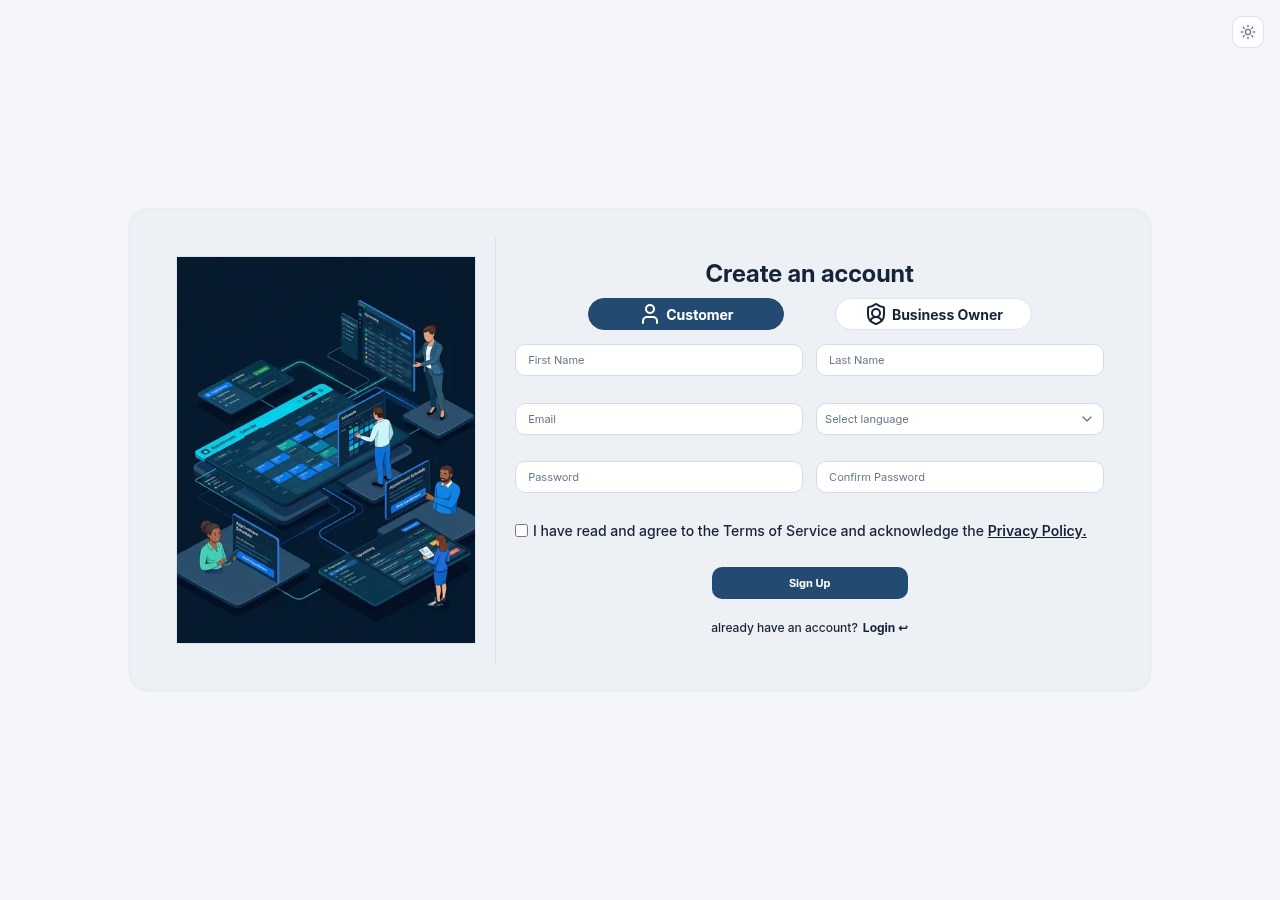 Create an account
Customer
Business Owner
First Name
Last Name
Email
Select language
Password
Confirm Password
I have read and agree to the Terms of Service and acknowledge the Privacy Policy.
Sign Up
already have an account? Login ↩